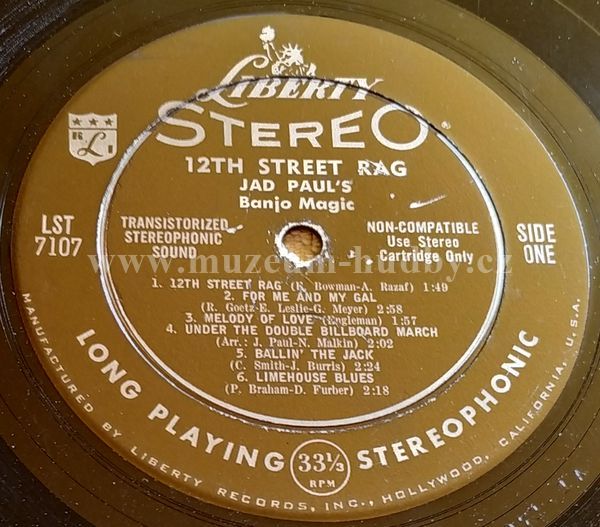 LIBERTY
STEREO
12TH STREET RAG
JAD PAUL'S
Banjo Magic
LST
7107
TRANSISTORIZED
STEREOPHONIC
SOUND
NON-COMPATIBLE
Use Stereo
Cartridge Only
SIDE
ONE
www.muzeum-hudby.cz
1. 12TH STREET RAG (E. Bowman-A. Razaf) 1:49
2. FOR ME AND MY GAL
(R. Goetz-E. Leslie-G. Meyer) 2:58
3. MELODY OF LOVE (Engleman) 1:57
4. UNDER THE DOUBLE BILLBOARD MARCH
(Arr.: J. Paul-N. Malkin) 2:02
5. BALLIN' THE JACK
(C. Smith-J. Burris) 2:24
6. LIMEHOUSE BLUES
(P. Braham-D. Furber) 2:18
LONG PLAYING 33⅓ RPM STEREOPHONIC
MANUFACTURED BY LIBERTY RECORDS, INC., HOLLYWOOD, CALIFORNIA, U.S.A.